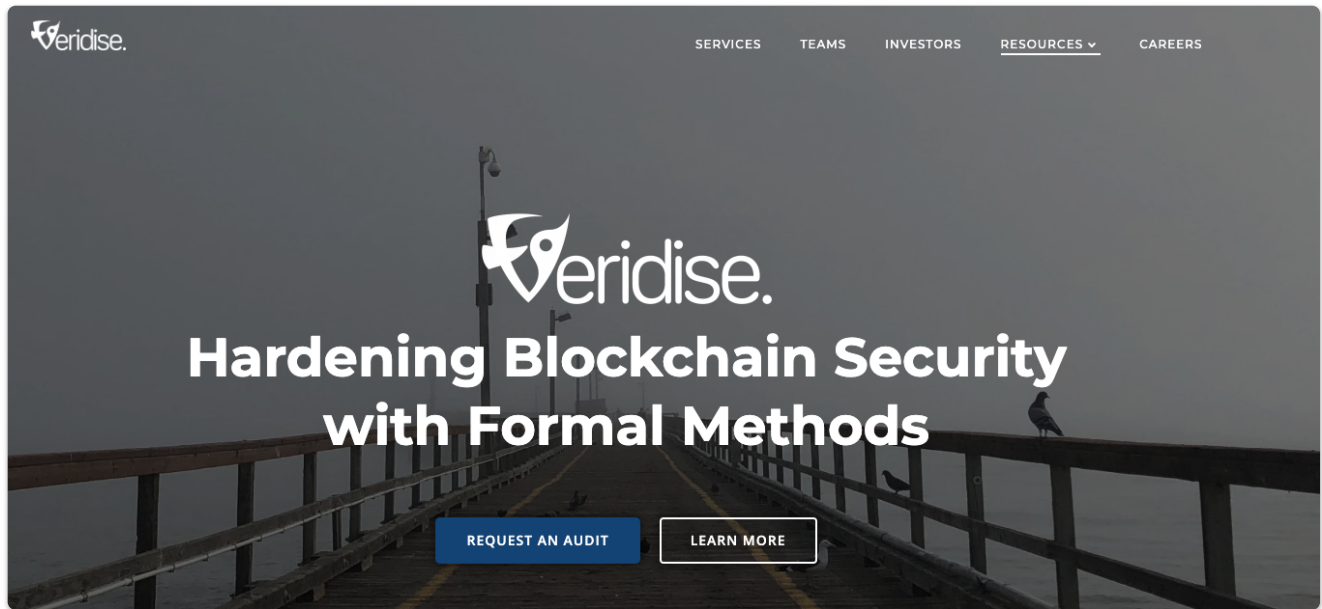 Veridise.
SERVICES TEAMS INVESTORS RESOURCES CAREERS
Veridise.
Hardening Blockchain Security
with Formal Methods
REQUEST AN AUDIT LEARN MORE